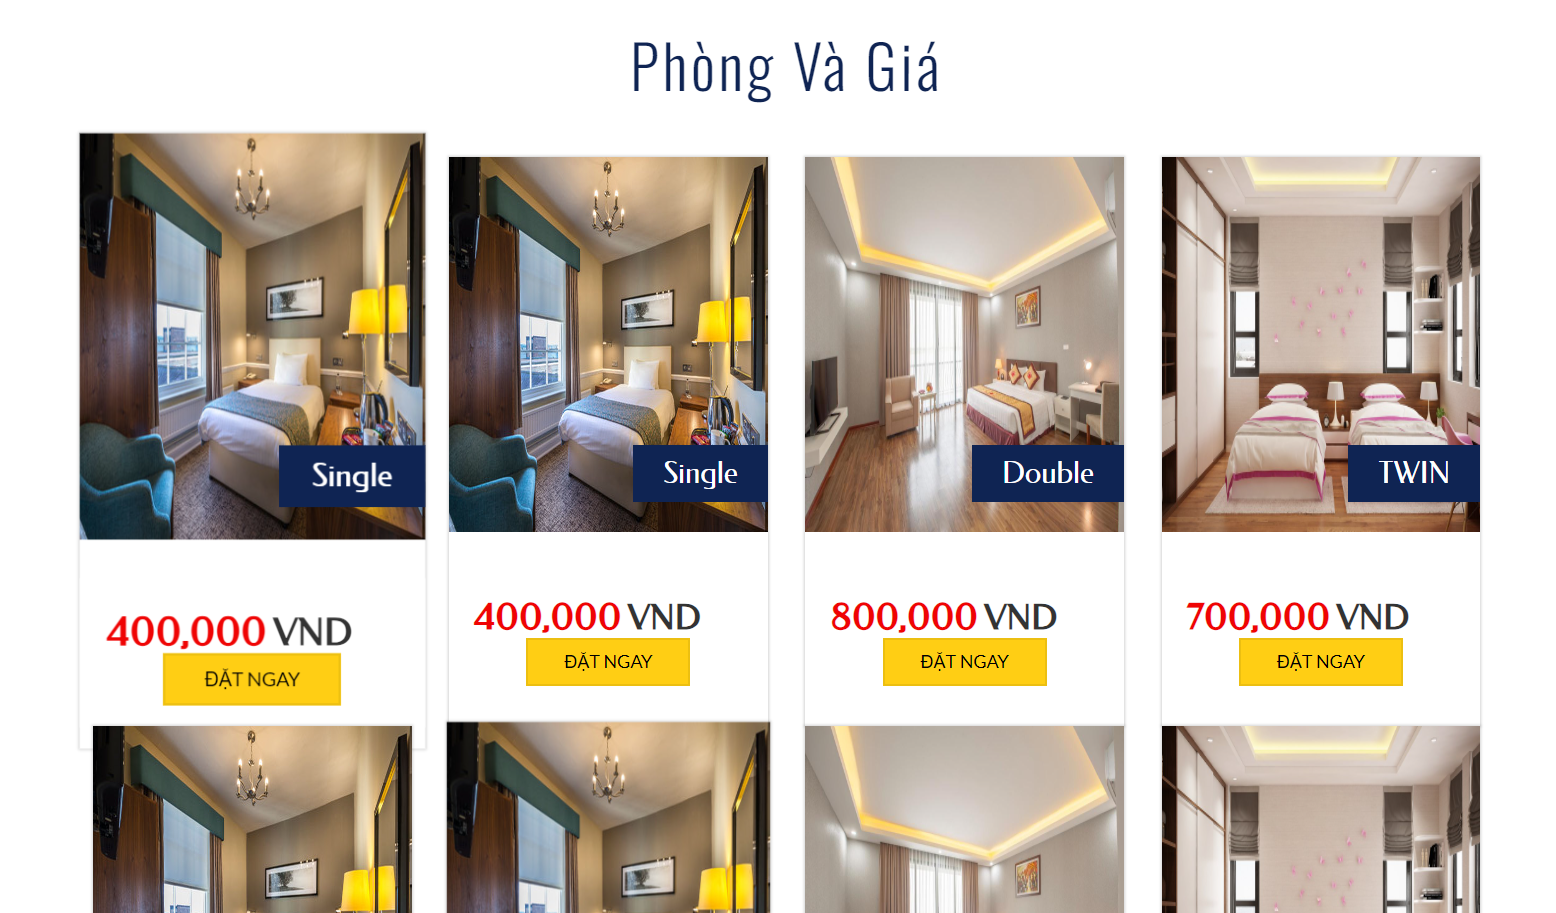 Phòng Và Giá
Single
Single
Double
TWIN
400,000 VND
400,000 VND
800,000 VND
700,000 VND
ĐẶT NGAY
ĐẶT NGAY
ĐẶT NGAY
ĐẶT NGAY